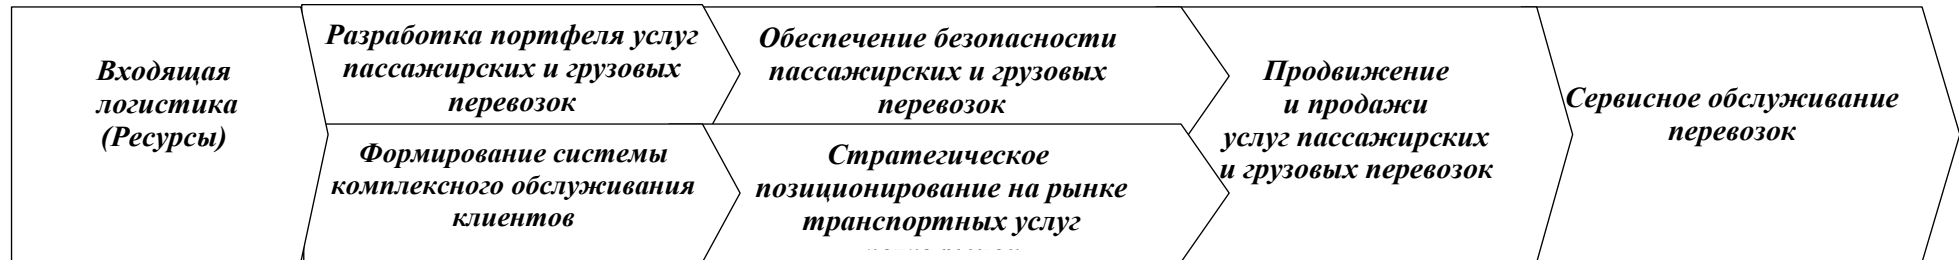 Входящая
логистика
(Ресурсы)
Разработка портфеля услуг
пассажирских и грузовых
перевозок
Формирование системы
комплексного обслуживания
клиентов
Обеспечение безопасности
пассажирских и грузовых
перевозок
Стратегическое
позиционирование на рынке
транспортных услуг
Продвижение
и продажи
услуг пассажирских
и грузовых перевозок
Сервисное обслуживание
перевозок